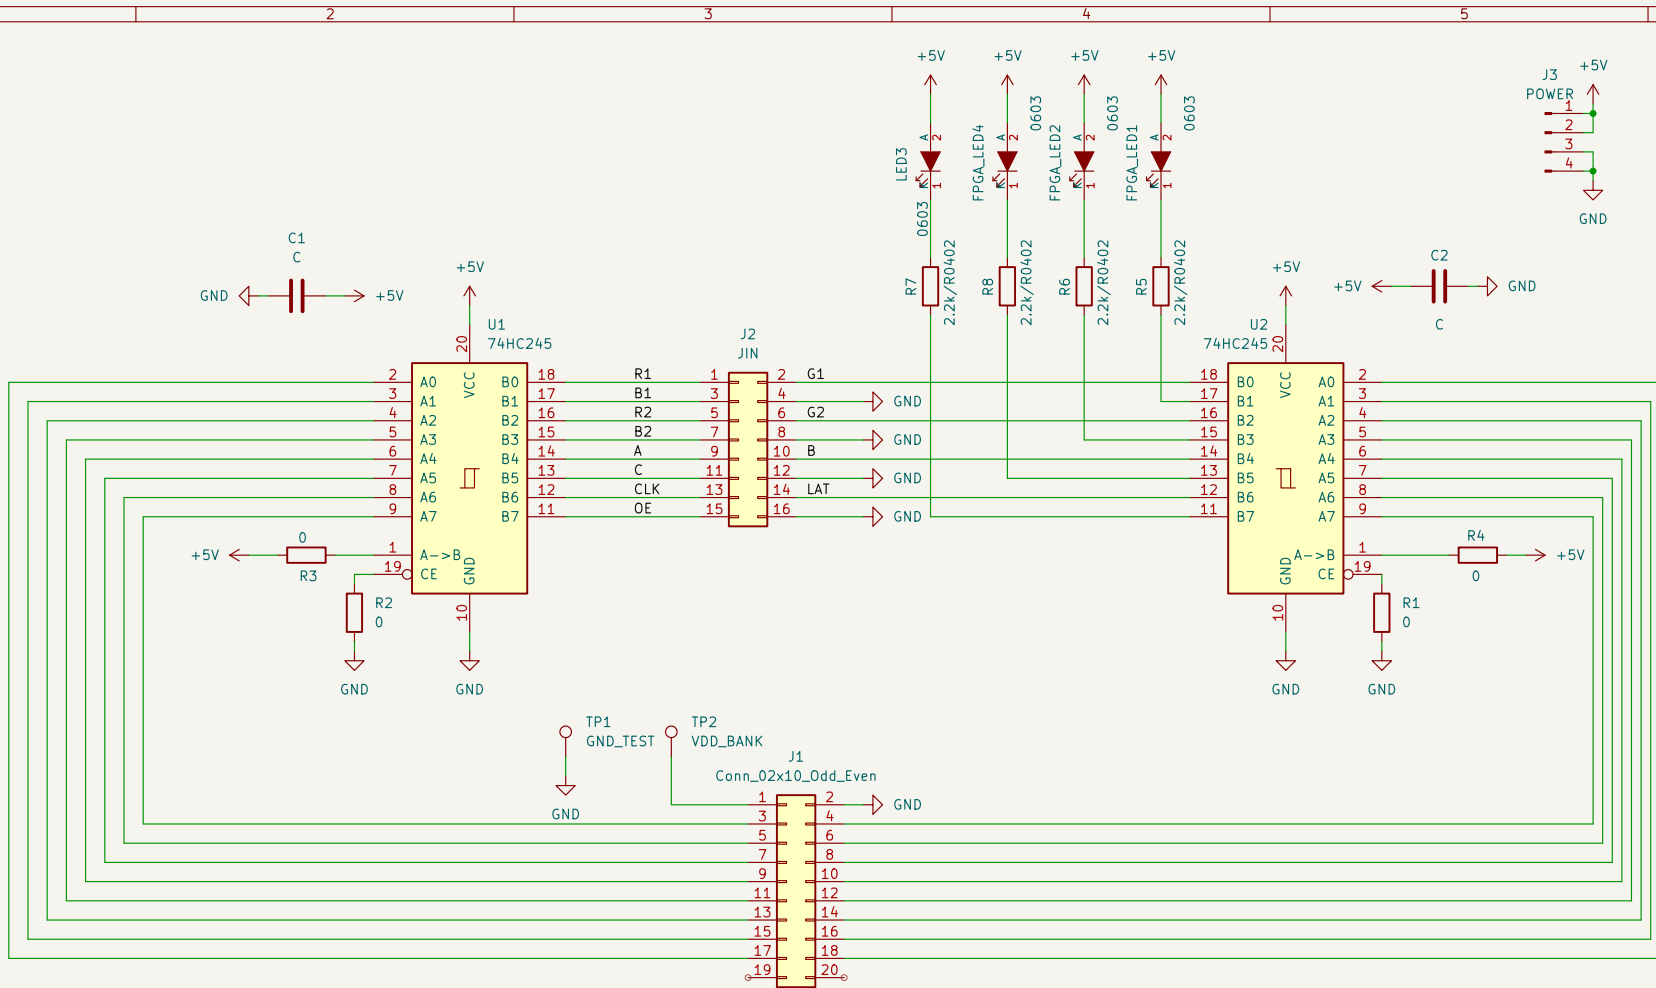 2 3 4 5
+5V +5V +5V +5V
J3 +5V
POWER
1
2
3
4
GND
0603 0603 0603
A 2 A 2 A 2 A 2
LED3 FPGA_LED4 FPGA_LED2 FPGA_LED1
K 1 K 1 K 1 K 1
0603
R7 2.2k/R0402 R8 2.2k/R0402 R6 2.2k/R0402 R5 2.2k/R0402
C1
C
GND +5V
C2
+5V GND
C
+5V
U1
74HC245
20
VCC
2 A0 B0 18
3 A1 B1 17
4 A2 B2 16
5 A3 B3 15
6 A4 B4 14
7 A5 B5 13
8 A6 B6 12
9 A7 B7 11
1 A->B
19 CE
GND
10
GND
0
+5V
R3
R2
0
GND
J2
JIN
R1 1 2 G1
B1 3 4 GND
R2 5 6 G2
B2 7 8 GND
A 9 10 B
C 11 12 GND
CLK 13 14 LAT
OE 15 16 GND
+5V
U2
74HC245
20
VCC
18 B0 A0 2
17 B1 A1 3
16 B2 A2 4
15 B3 A3 5
14 B4 A4 6
13 B5 A5 7
12 B6 A6 8
11 B7 A7 9
A->B 1
CE 19
GND
10
GND
R4
+5V
0
R1
0
GND
TP1
GND_TEST
GND
TP2
VDD_BANK
J1
Conn_02x10_Odd_Even
1 2 GND
3 4
5 6
7 8
9 10
11 12
13 14
15 16
17 18
19 20